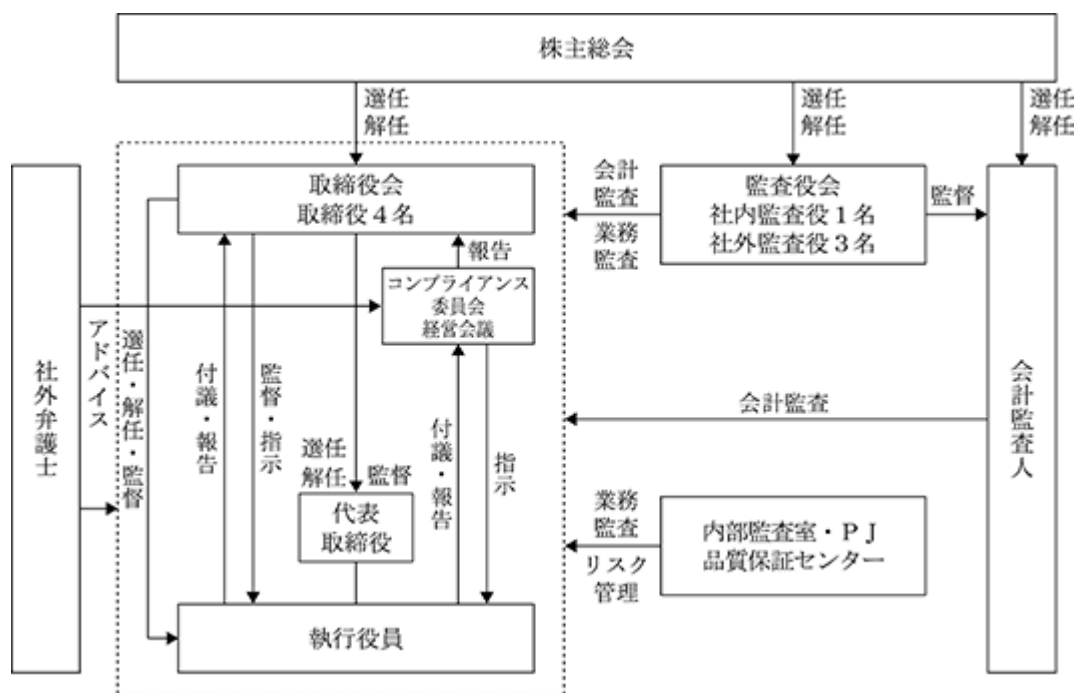 株主総会
選任
解任
選任
解任
選任
解任
取締役会
取締役4名
会計
監査
業務
監査
監査役会
社内監査役1名
社外監査役3名
監督
報告
コンプライアンス
委員会
経営会議
社外弁護士
アドバイス
選任・解任・監督
付議・報告
監督・指示
選任
解任
監督
付議・報告
指示
会計監査
会計監査人
代表
取締役
業務
監査
リスク
管理
内部監査室・PJ
品質保証センター
執行役員